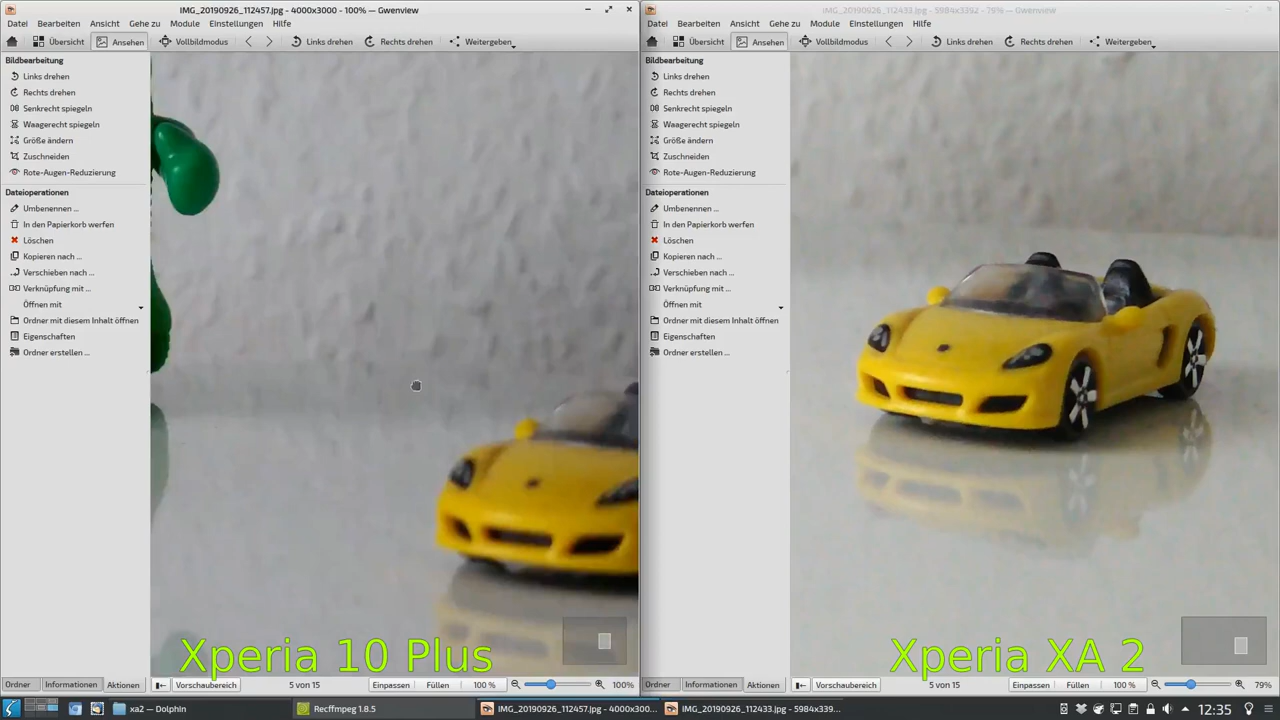 IMG_20190926_112457.jpg - 4000x3000 - 100% — Gwenview
Datei Bearbeiten Ansicht Gehe zu Module Einstellungen Hilfe
Übersicht Ansehen Vollbildmodus Links drehen Rechts drehen Weitergeben
Bildbearbeitung
Links drehen
Rechts drehen
Senkrecht spiegeln
Waagerecht spiegeln
Größe ändern
Zuschneiden
Rote-Augen-Reduzierung
Dateioperationen
Umbenennen ...
In den Papierkorb werfen
Löschen
Kopieren nach ...
Verschieben nach ...
Verknüpfung mit ...
Öffnen mit
Ordner mit diesem Inhalt öffnen
Eigenschaften
Ordner erstellen ...
Xperia 10 Plus
Ordner Informationen Aktionen Vorschaubereich 5 von 15 Einpassen Füllen 100 % 100%
IMG_20190926_112433.jpg - 5984x3392 - 79% — Gwenview
Datei Bearbeiten Ansicht Gehe zu Module Einstellungen Hilfe
Übersicht Ansehen Vollbildmodus Links drehen Rechts drehen Weitergeben
Bildbearbeitung
Links drehen
Rechts drehen
Senkrecht spiegeln
Waagerecht spiegeln
Größe ändern
Zuschneiden
Rote-Augen-Reduzierung
Dateioperationen
Umbenennen ...
In den Papierkorb werfen
Löschen
Kopieren nach ...
Verschieben nach ...
Verknüpfung mit ...
Öffnen mit
Ordner mit diesem Inhalt öffnen
Eigenschaften
Ordner erstellen ...
Xperia XA 2
Ordner Informationen Aktionen Vorschaubereich 5 von 15 Einpassen Füllen 100 % 79%
xa2 — Dolphin Recffmpeg 1.8.5 IMG_20190926_112457.jpg - 4000x300... IMG_20190926_112433.jpg - 5984x339... 12:35